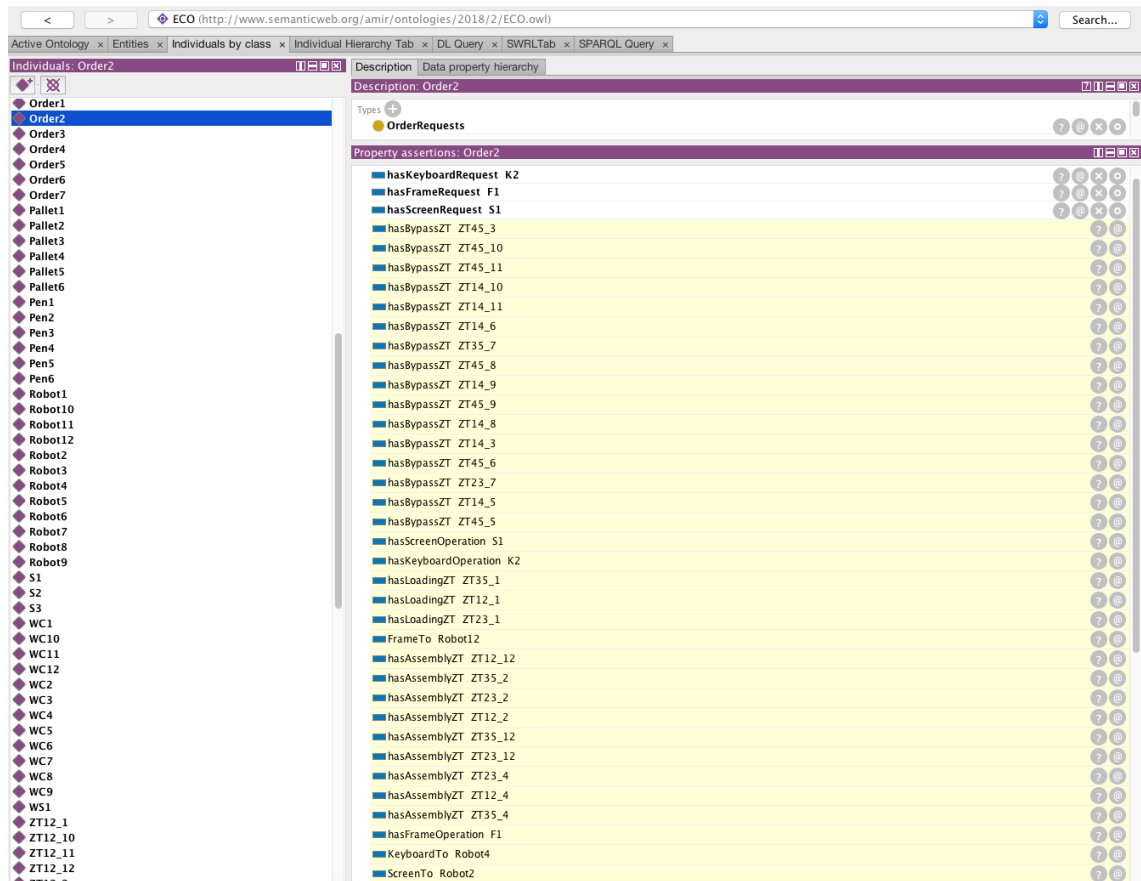 < > ECO (http://www.semanticweb.org/amir/ontologies/2018/2/ECO.owl) Search...
Active Ontology × Entities × Individuals by class × Individual Hierarchy Tab × DL Query × SWRLTab × SPARQL Query ×
Individuals: Order2
Order1
Order2
Order3
Order4
Order5
Order6
Order7
Pallet1
Pallet2
Pallet3
Pallet4
Pallet5
Pallet6
Pen1
Pen2
Pen3
Pen4
Pen5
Pen6
Robot1
Robot10
Robot11
Robot12
Robot2
Robot3
Robot4
Robot5
Robot6
Robot7
Robot8
Robot9
S1
S2
S3
WC1
WC10
WC11
WC12
WC2
WC3
WC4
WC5
WC6
WC7
WC8
WC9
WS1
ZT12_1
ZT12_10
ZT12_11
ZT12_12
Description Data property hierarchy
Description: Order2
Types
OrderRequests
Property assertions: Order2
hasKeyboardRequest K2
hasFrameRequest F1
hasScreenRequest S1
hasBypassZT ZT45_3
hasBypassZT ZT45_10
hasBypassZT ZT45_11
hasBypassZT ZT14_10
hasBypassZT ZT14_11
hasBypassZT ZT14_6
hasBypassZT ZT35_7
hasBypassZT ZT45_8
hasBypassZT ZT14_9
hasBypassZT ZT45_9
hasBypassZT ZT14_8
hasBypassZT ZT14_3
hasBypassZT ZT45_6
hasBypassZT ZT23_7
hasBypassZT ZT14_5
hasBypassZT ZT45_5
hasScreenOperation S1
hasKeyboardOperation K2
hasLoadingZT ZT35_1
hasLoadingZT ZT12_1
hasLoadingZT ZT23_1
FrameTo Robot12
hasAssemblyZT ZT12_12
hasAssemblyZT ZT35_2
hasAssemblyZT ZT23_2
hasAssemblyZT ZT12_2
hasAssemblyZT ZT35_12
hasAssemblyZT ZT23_12
hasAssemblyZT ZT23_4
hasAssemblyZT ZT12_4
hasAssemblyZT ZT35_4
hasFrameOperation F1
KeyboardTo Robot4
ScreenTo Robot2